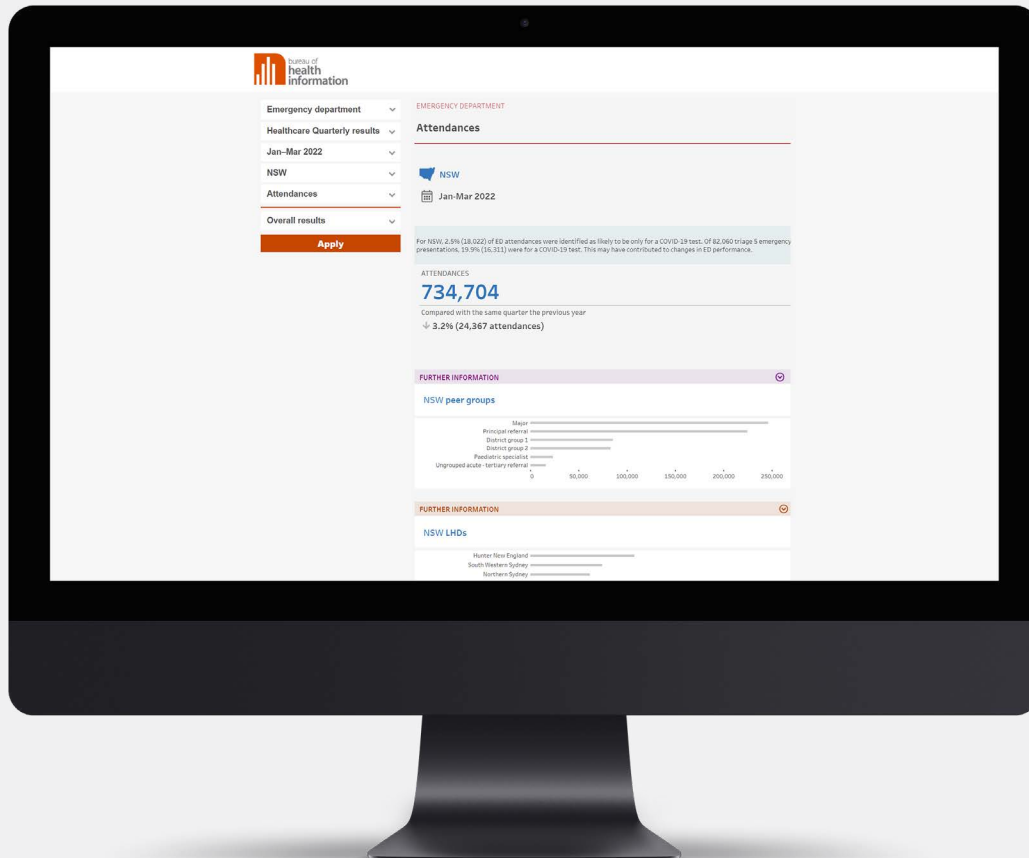 bureau of
health
information
Emergency department
Healthcare Quarterly results
Jan–Mar 2022
NSW
Attendances
Overall results
Apply
EMERGENCY DEPARTMENT
Attendances
NSW
Jan-Mar 2022
For NSW, 2.5% (18,022) of ED attendances were identified as likely to be only for a COVID-19 test. Of 82,060 triage 5 emergency
presentations, 19.9% (16,311) were for a COVID-19 test. This may have contributed to changes in ED performance.
ATTENDANCES
734,704
Compared with the same quarter the previous year
↓ 3.2% (24,367 attendances)
FURTHER INFORMATION
NSW peer groups
Major
Principal referral
District group 1
District group 2
Paediatric specialist
Ungrouped acute - tertiary referral
0 50,000 100,000 150,000 200,000 250,000
FURTHER INFORMATION
NSW LHDs
Hunter New England
South Western Sydney
Northern Sydney